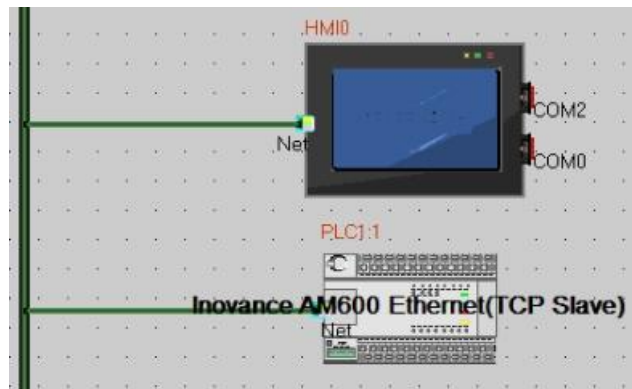 HMI0
COM2
Net
COM0
PLC1:1
Inovance AM600 Ethernet(TCP Slave)
Net